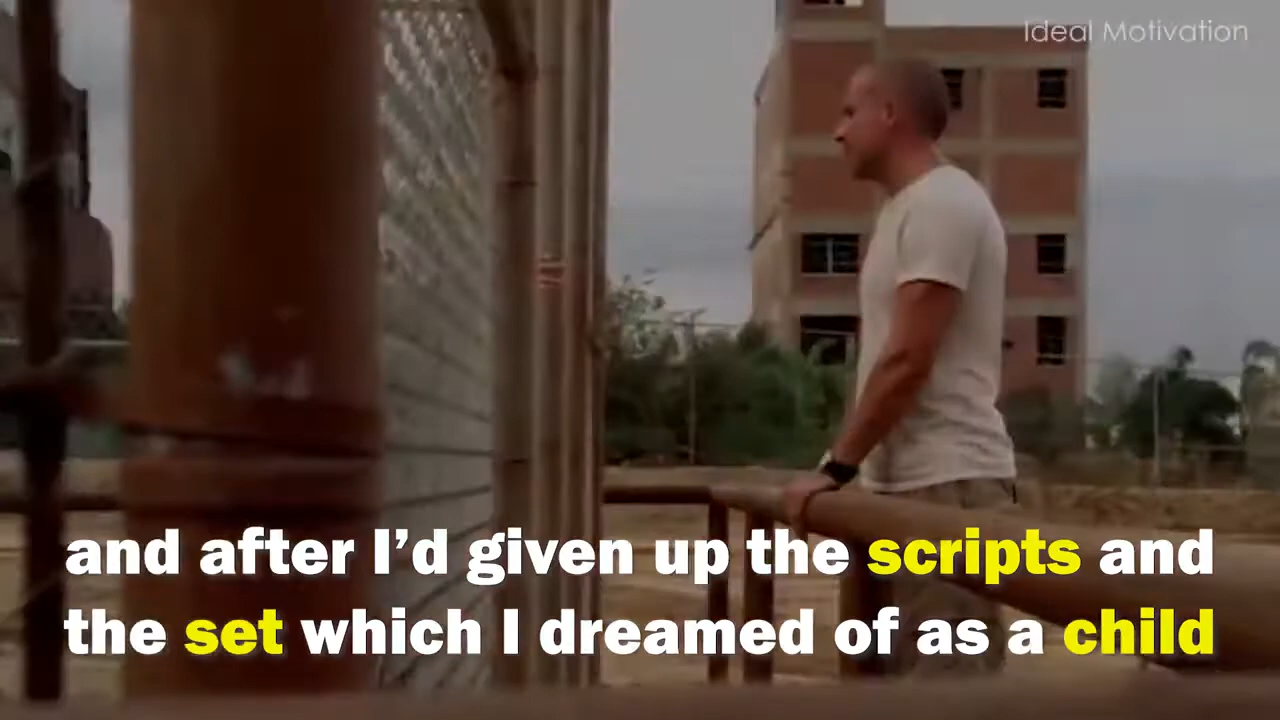 Ideal Motivation
and after I’d given up the scripts and
the set which I dreamed of as a child